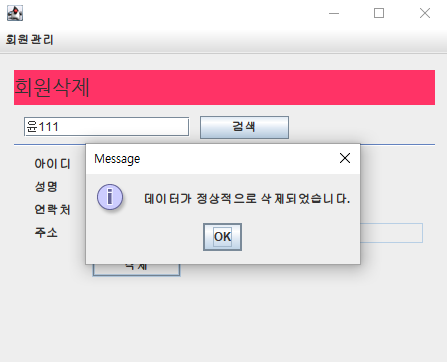 회원관리
회원삭제
윤111 검색
Message
아이디
데이터가 정상적으로 삭제되었습니다.
성명
연락처
주소
OK
삭제